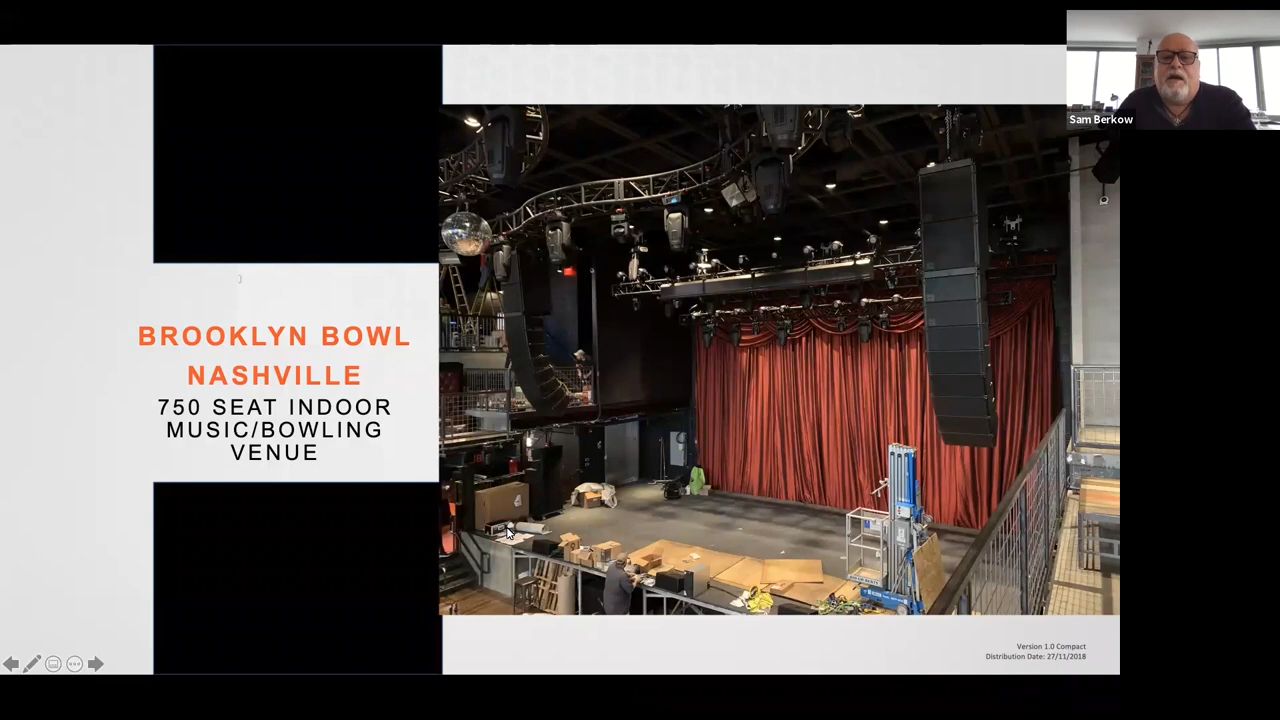 Sam Berkow
BROOKLYN BOWL
NASHVILLE
750 SEAT INDOOR
MUSIC/BOWLING
VENUE
Version 1.0 Compact
Distribution Date: 27/11/2018